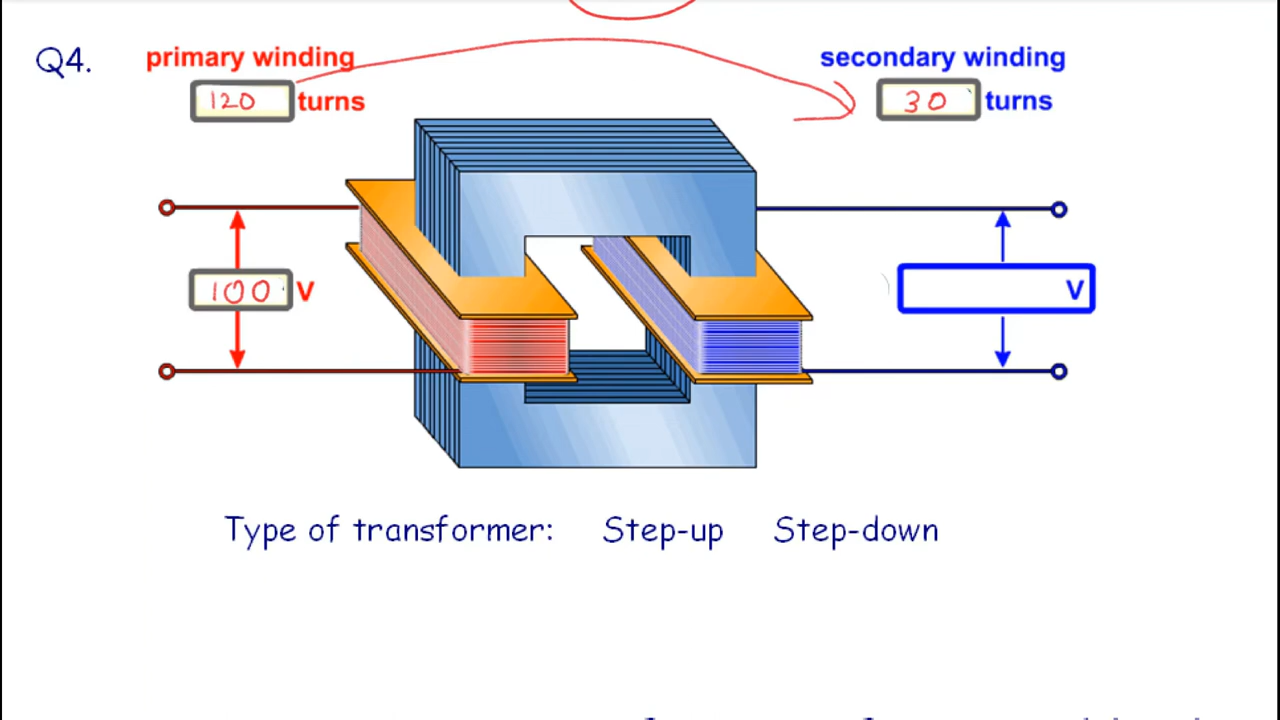 Q4.
primary winding
120 turns
secondary winding
30 turns
100 V
V
Type of transformer: Step-up Step-down